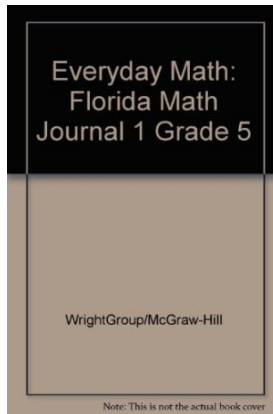 Everyday Math:
Florida Math
Journal 1 Grade 5
WrightGroup/McGraw-Hill
Note: This is not the actual book cover